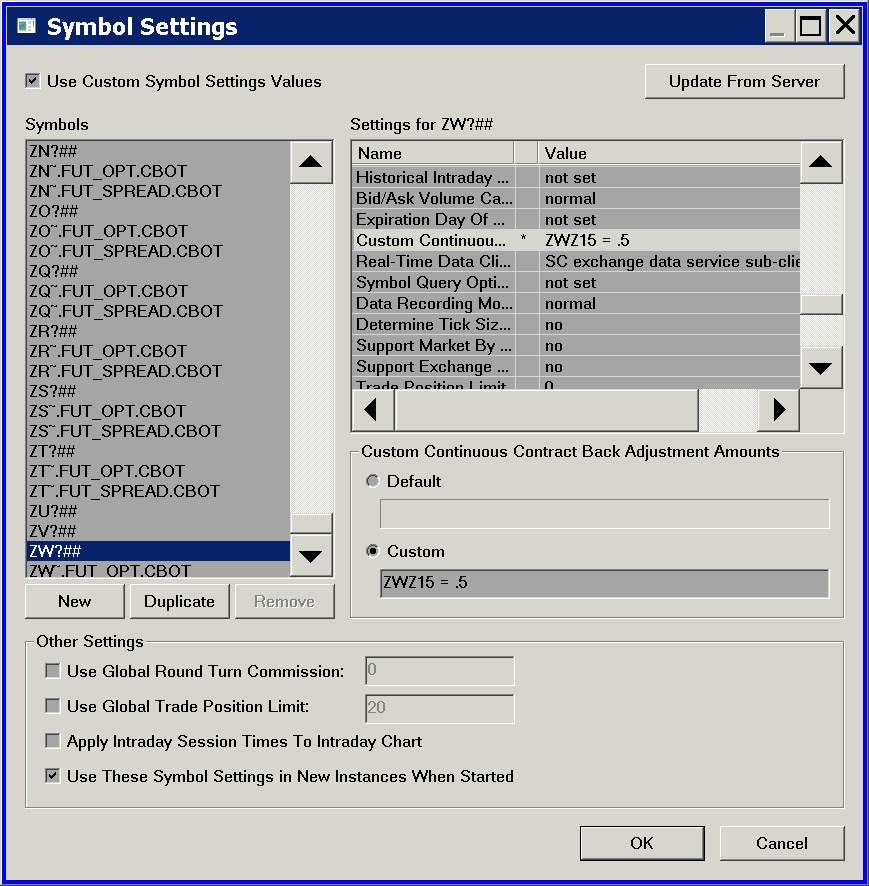 Symbol Settings
Use Custom Symbol Settings Values
Update From Server
Symbols
ZN?##
ZN~.FUT_OPT.CBOT
ZN~.FUT_SPREAD.CBOT
ZO?##
ZO~.FUT_OPT.CBOT
ZO~.FUT_SPREAD.CBOT
ZQ?##
ZQ~.FUT_OPT.CBOT
ZQ~.FUT_SPREAD.CBOT
ZR?##
ZR~.FUT_OPT.CBOT
ZR~.FUT_SPREAD.CBOT
ZS?##
ZS~.FUT_OPT.CBOT
ZS~.FUT_SPREAD.CBOT
ZT?##
ZT~.FUT_OPT.CBOT
ZT~.FUT_SPREAD.CBOT
ZU?##
ZV?##
ZW?##
ZW~.FUT_OPT.CBOT
New Duplicate Remove
Settings for ZW?##
Name Value
Historical Intraday ... not set
Bid/Ask Volume Ca... normal
Expiration Day Of ... not set
Custom Continuou... * ZWZ15 = .5
Real-Time Data Cli... SC exchange data service sub-clie
Symbol Query Opti... not set
Data Recording Mo... normal
Determine Tick Siz... no
Support Market By ... no
Support Exchange ... no
Trade Position Limit 0
Custom Continuous Contract Back Adjustment Amounts
Default
Custom
ZWZ15 = .5
Other Settings
Use Global Round Turn Commission: 0
Use Global Trade Position Limit: 20
Apply Intraday Session Times To Intraday Chart
Use These Symbol Settings in New Instances When Started
OK Cancel